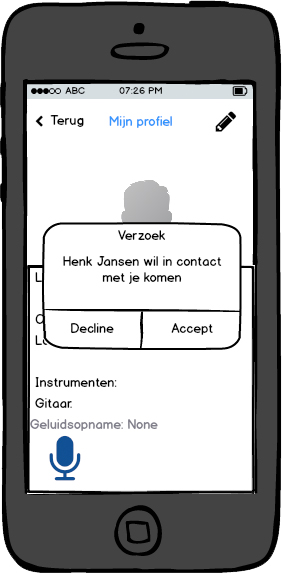 ABC 07:26 PM
Terug Mijn profiel
Verzoek
Henk Jansen wil in contact
met je komen
Decline Accept
Instrumenten:
Gitaar.
Geluidsopname: None